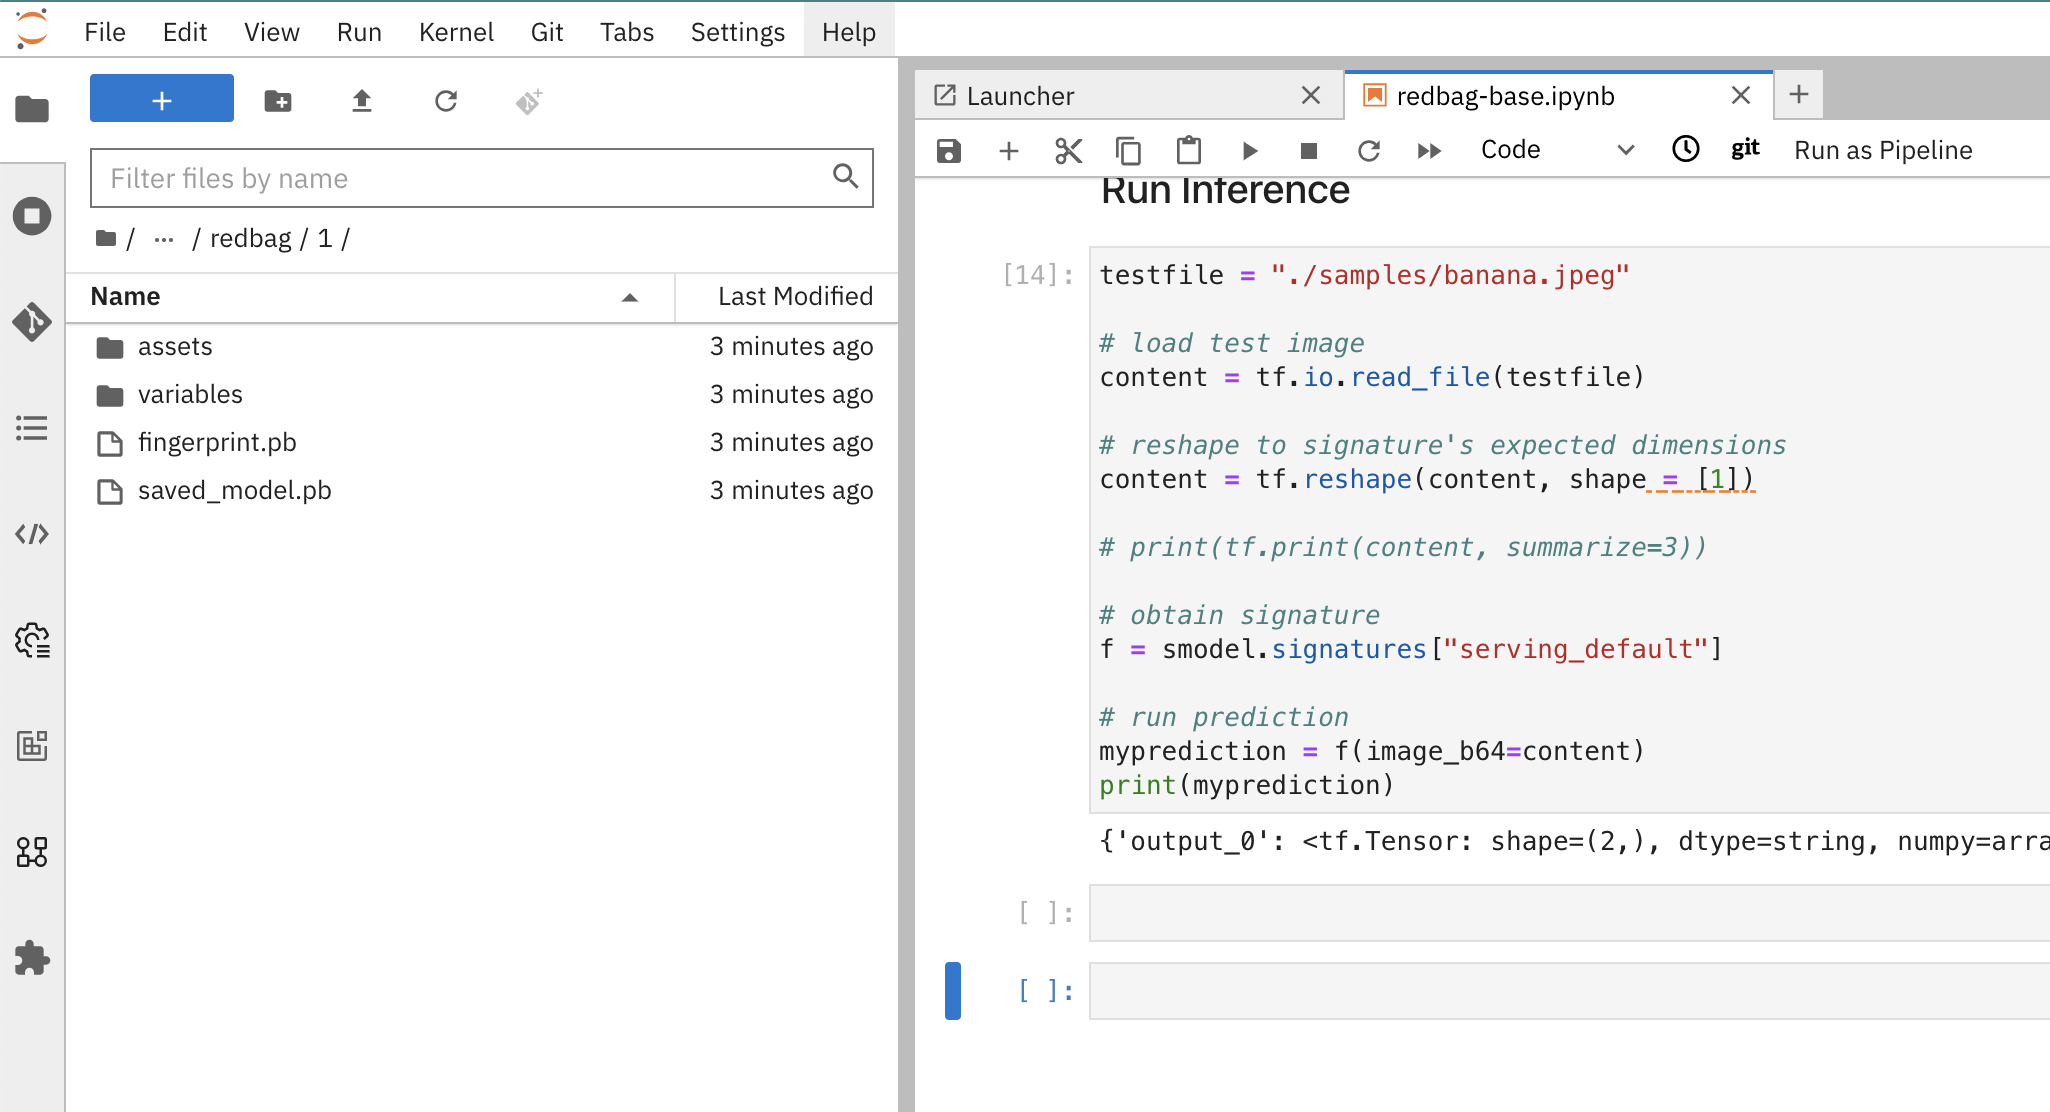 File Edit View Run Kernel Git Tabs Settings Help
Filter files by name
/ ... / redbag / 1 /
Name Last Modified
assets 3 minutes ago
variables 3 minutes ago
fingerprint.pb 3 minutes ago
saved_model.pb 3 minutes ago
Launcher redbag-base.ipynb
Code git Run as Pipeline
Run Inference
[14]: testfile = "./samples/banana.jpeg"
# load test image
content = tf.io.read_file(testfile)
# reshape to signature's expected dimensions
content = tf.reshape(content, shape = [1])
# print(tf.print(content, summarize=3))
# obtain signature
f = smodel.signatures["serving_default"]
# run prediction
myprediction = f(image_b64=content)
print(myprediction)
{'output_0': <tf.Tensor: shape=(2,), dtype=string, numpy=arra
[ ]:
[ ]: